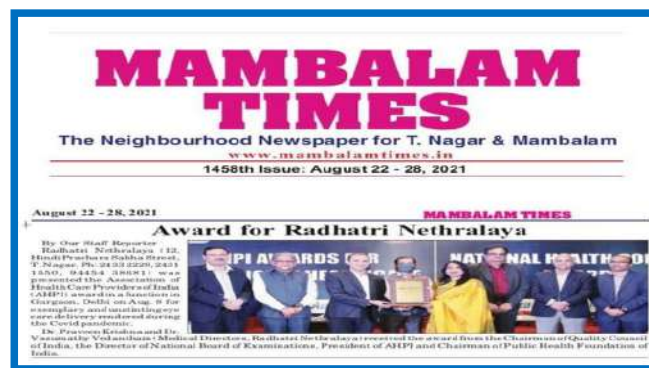 MAMBALAM
TIMES
The Neighbourhood Newspaper for T. Nagar & Mambalam
www.mambalamtimes.in
1458th Issue: August 22 - 28, 2021
August 22 - 28, 2021
MAMBALAM TIMES
Award for Radhatri Nethralaya
By Our Staff Reporter
Radhatri Nethralaya (12,
Hindi Prachara Sabha Street,
T. Nagar, Ph: 2433 2229, 2431
1550, 94454 38681) was
presented the Association of
Health Care Providers of India
(AHPI) award in a function in
Gurgaon, Delhi on Aug. 8 for
exemplary and unstinting eye
care delivery rendered during
the Covid pandemic.
Dr. Praveen Krishna and Dr.
Vasumathy Vedantham (Medical Directors, Radhatri Nethralaya) received the award from the Chairman of Quality Council
of India, the Director of National Board of Examinations, President of AHPI and Chairman of Public Health Foundation of
India.
HPI AWARDS FOR
NATIONAL HEALTH